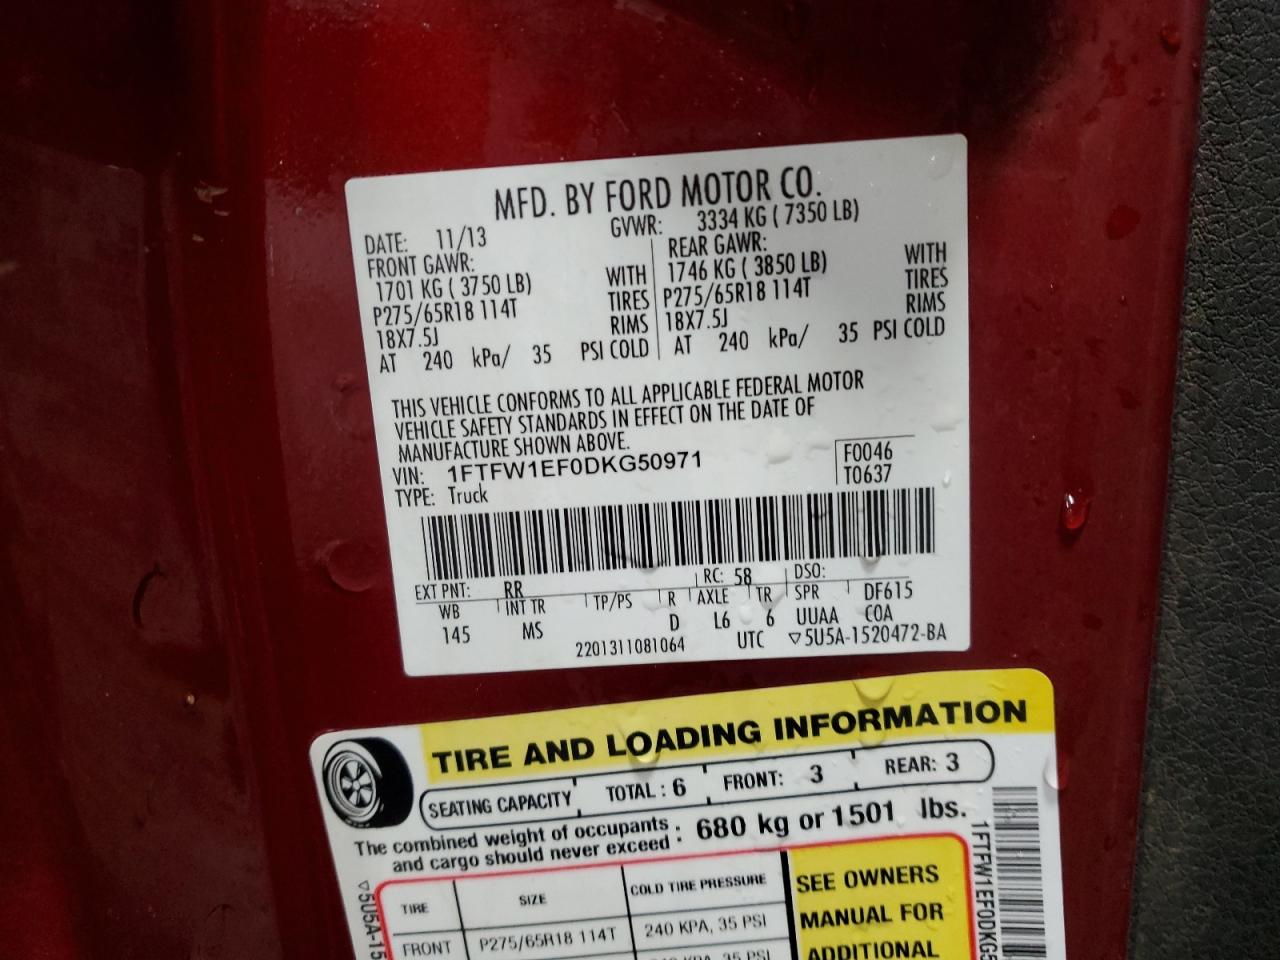 MFD. BY FORD MOTOR CO.
DATE: 11/13 GVWR: 3334 KG ( 7350 LB)
FRONT GAWR: REAR GAWR:
1701 KG ( 3750 LB) WITH 1746 KG ( 3850 LB) WITH
P275/65R18 114T TIRES P275/65R18 114T TIRES
18X7.5J RIMS 18X7.5J RIMS
AT 240 kPa/ 35 PSI COLD AT 240 kPa/ 35 PSI COLD
THIS VEHICLE CONFORMS TO ALL APPLICABLE FEDERAL MOTOR
VEHICLE SAFETY STANDARDS IN EFFECT ON THE DATE OF
MANUFACTURE SHOWN ABOVE.
VIN: 1FTFW1EF0DKG50971 F0046
TYPE: Truck T0637
EXT PNT: RR RC: 58 DSO:
WB INT TR TP/PS R AXLE TR SPR DF615
145 MS D L6 6 UUAA COA
2201311081064 UTC ▽5U5A-1520472-BA
TIRE AND LOADING INFORMATION
SEATING CAPACITY TOTAL : 6 FRONT: 3 REAR: 3
The combined weight of occupants : 680 kg or 1501 lbs.
and cargo should never exceed :
TIRE SIZE COLD TIRE PRESSURE SEE OWNERS
FRONT P275/65R18 114T 240 KPA, 35 PSI MANUAL FOR
35 PSI ADDITIONAL
1FTFW1EF0DKG5
▽5U5A-15